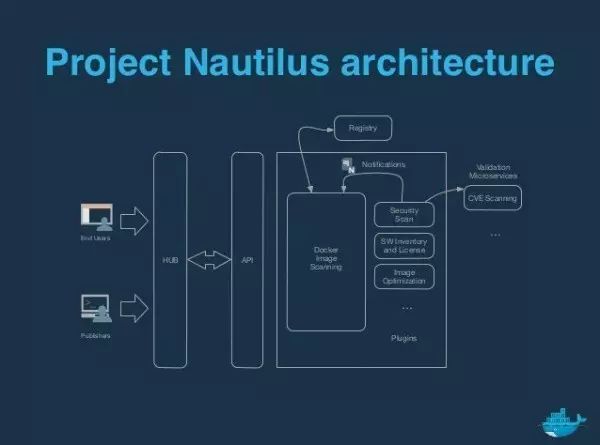 Project Nautilus architecture
Registry
N
Notifications
Validation
Microservices
CVE Scanning
...
Security
Scan
SW Inventory
and License
Image
Optimization
...
Plugins
Docker
Image
Scanning
End Users
Publishers
HUB
API